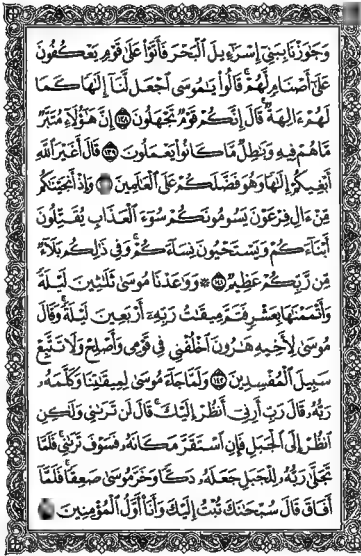 وَجَٰوَزْنَا بِبَنِىٓ إِسْرَٰٓءِيلَ ٱلْبَحْرَ فَأَتَوْا۟ عَلَىٰ قَوْمٍ يَعْكُفُونَ
عَلَىٰٓ أَصْنَامٍ لَّهُمْ ۚ قَالُوا۟ يَٰمُوسَى ٱجْعَل لَّنَآ إِلَٰهًا كَمَا
لَهُمْ ءَالِهَةٌ ۚ قَالَ إِنَّكُمْ قَوْمٌ تَجْهَلُونَ ١٣٨ إِنَّ هَٰٓؤُلَآءِ مُتَبَّرٌ
مَّا هُمْ فِيهِ وَبَٰطِلٌ مَّا كَانُوا۟ يَعْمَلُونَ ١٣٩ قَالَ أَغَيْرَ ٱللَّهِ
أَبْغِيكُمْ إِلَٰهًا وَهُوَ فَضَّلَكُمْ عَلَى ٱلْعَٰلَمِينَ وَإِذْ أَنجَيْنَٰكُم
مِّنْ ءَالِ فِرْعَوْنَ يَسُومُونَكُمْ سُوٓءَ ٱلْعَذَابِ ۖ يُقَتِّلُونَ
أَبْنَآءَكُمْ وَيَسْتَحْيُونَ نِسَآءَكُمْ ۚ وَفِى ذَٰلِكُم بَلَآءٌ
مِّن رَّبِّكُمْ عَظِيمٌ ١٤١ ۞ وَوَٰعَدْنَا مُوسَىٰ ثَلَٰثِينَ لَيْلَةً
وَأَتْمَمْنَٰهَا بِعَشْرٍ فَتَمَّ مِيقَٰتُ رَبِّهِۦٓ أَرْبَعِينَ لَيْلَةً ۚ وَقَالَ
مُوسَىٰ لِأَخِيهِ هَٰرُونَ ٱخْلُفْنِى فِى قَوْمِى وَأَصْلِحْ وَلَا تَتَّبِعْ
سَبِيلَ ٱلْمُفْسِدِينَ ١٤٢ وَلَمَّا جَآءَ مُوسَىٰ لِمِيقَٰتِنَا وَكَلَّمَهُۥ
رَبُّهُۥ قَالَ رَبِّ أَرِنِىٓ أَنظُرْ إِلَيْكَ ۚ قَالَ لَن تَرَىٰنِى وَلَٰكِنِ
ٱنظُرْ إِلَى ٱلْجَبَلِ فَإِنِ ٱسْتَقَرَّ مَكَانَهُۥ فَسَوْفَ تَرَىٰنِى ۚ فَلَمَّا
تَجَلَّىٰ رَبُّهُۥ لِلْجَبَلِ جَعَلَهُۥ دَكًّا وَخَرَّ مُوسَىٰ صَعِقًا ۚ فَلَمَّآ
أَفَاقَ قَالَ سُبْحَٰنَكَ تُبْتُ إِلَيْكَ وَأَنَا۠ أَوَّلُ ٱلْمُؤْمِنِينَ